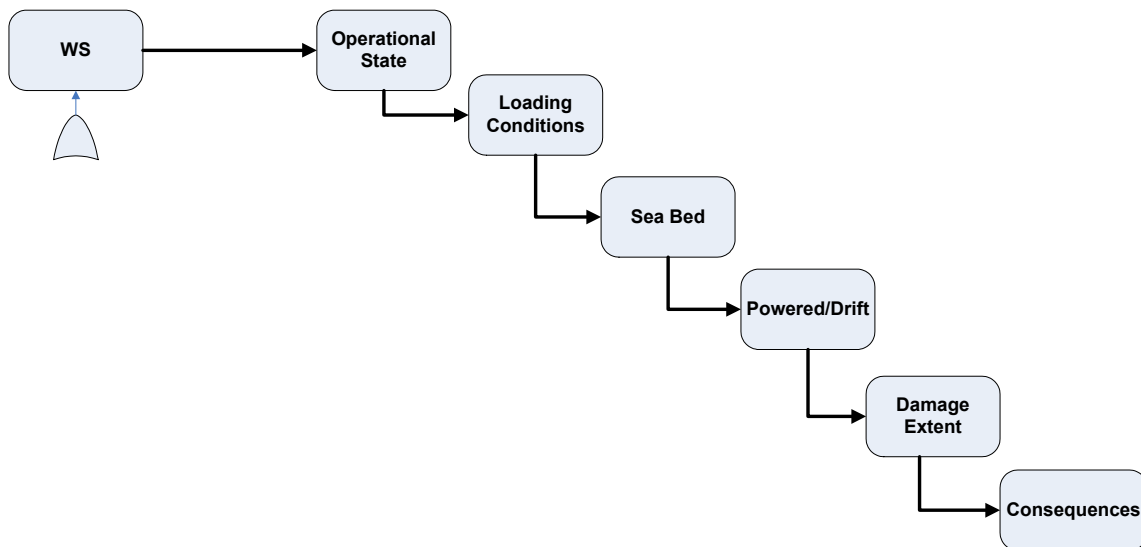 WS
Operational
State
Loading
Conditions
Sea Bed
Powered/Drift
Damage
Extent
Consequences